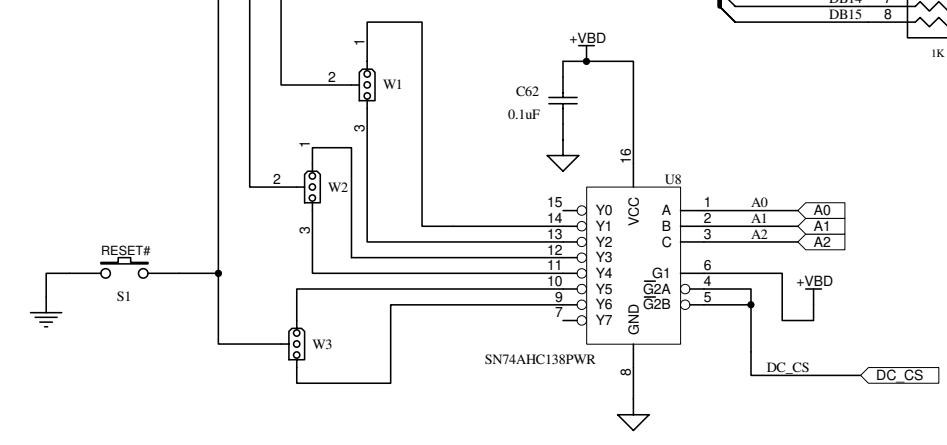 DB14 7
DB15 8
1K
1
+VBD
2 W1
C62
0.1uF
3
16
1
U8
2 W2
15 Y0 VCC A 1 A0 A0
14 Y1 B 2 A1 A1
13 Y2 C 3 A2 A2
3
12 Y3
RESET#
11 Y4 G1 6
10 Y5 G2A 4 +VBD
S1
9 Y6 G2B 5
7 Y7 GND
W3
SN74AHC138PWR
8
DC_CS DC_CS